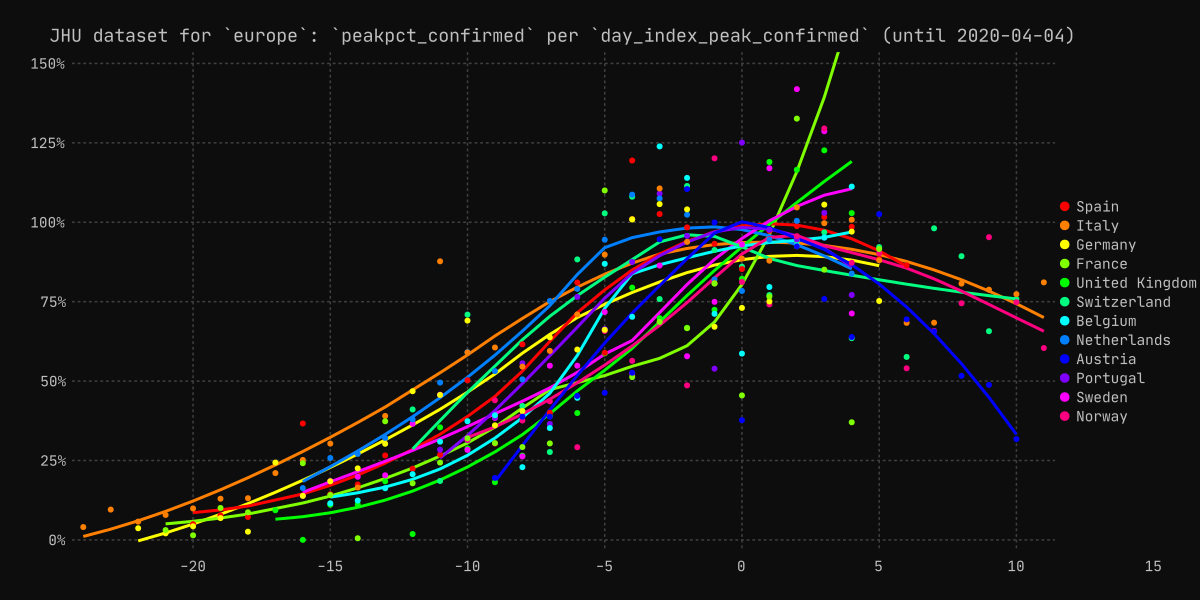 JHU dataset for `europe`: `peakpct_confirmed` per `day_index_peak_confirmed` (until 2020-04-04)
150%
125%
100%
75%
50%
25%
0%
-20 -15 -10 -5 0 5 10 15
Spain
Italy
Germany
France
United Kingdom
Switzerland
Belgium
Netherlands
Austria
Portugal
Sweden
Norway